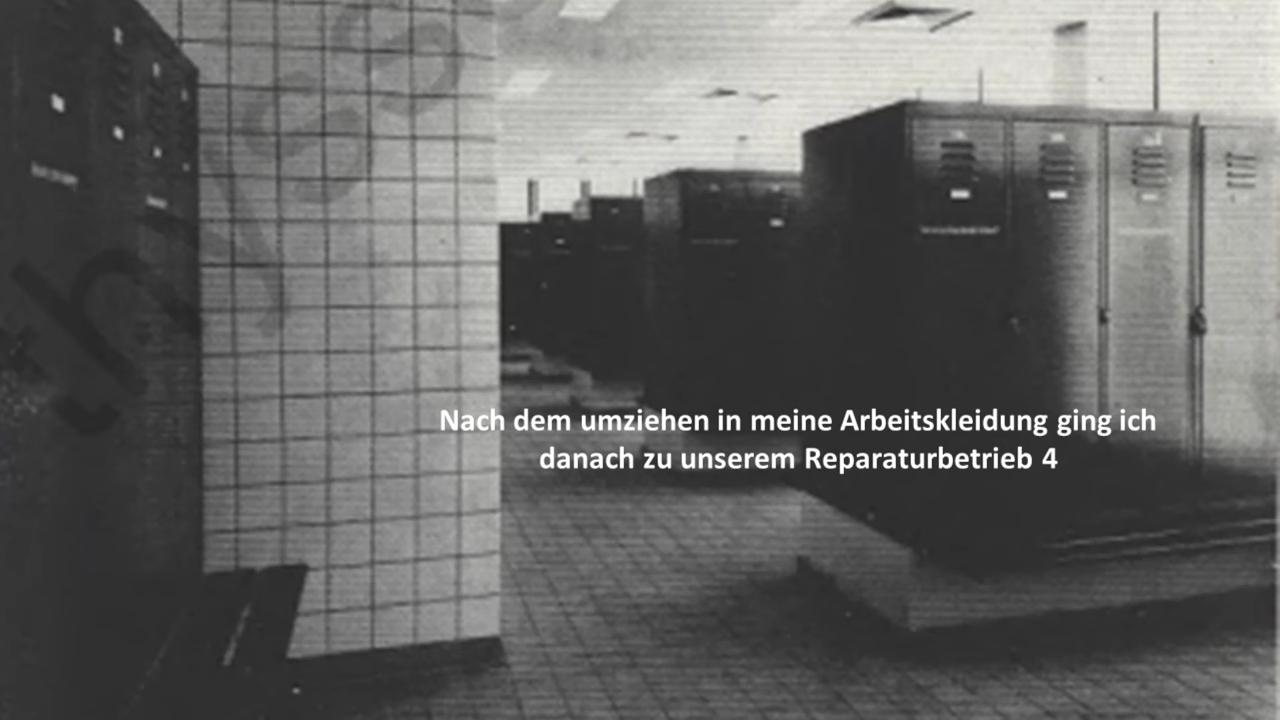 Nach dem umziehen in meine Arbeitskleidung ging ich
danach zu unserem Reparaturbetrieb 4